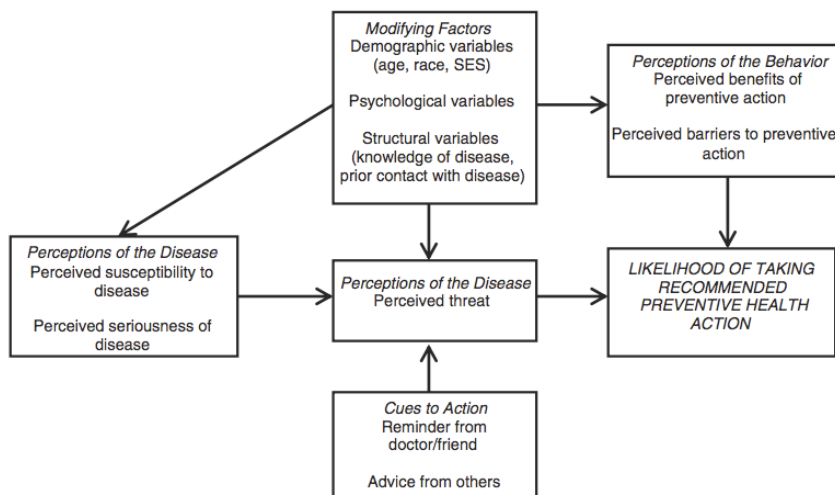 Modifying Factors
Demographic variables
(age, race, SES)
Psychological variables
Structural variables
(knowledge of disease,
prior contact with disease)
Perceptions of the Behavior
Perceived benefits of
preventive action
Perceived barriers to preventive
action
Perceptions of the Disease
Perceived susceptibility to
disease
Perceived seriousness of
disease
Perceptions of the Disease
Perceived threat
LIKELIHOOD OF TAKING
RECOMMENDED
PREVENTIVE HEALTH
ACTION
Cues to Action
Reminder from
doctor/friend
Advice from others